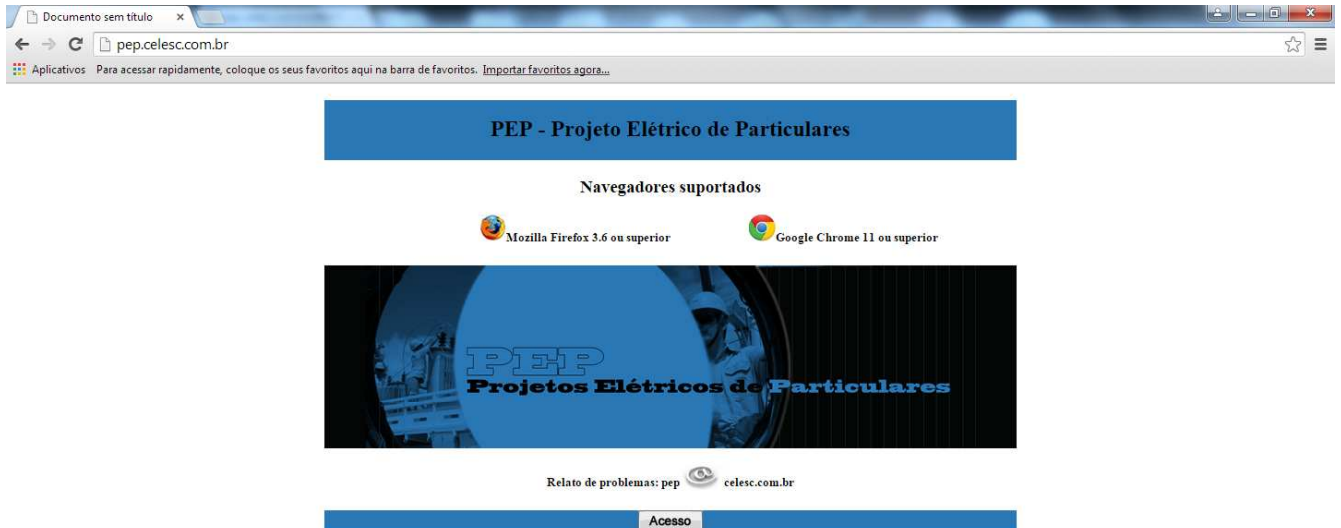 Documento sem título
pep.celesc.com.br
Aplicativos Para acessar rapidamente, coloque os seus favoritos aqui na barra de favoritos. Importar favoritos agora...
PEP - Projeto Elétrico de Particulares
Navegadores suportados
Mozilla Firefox 3.6 ou superior Google Chrome 11 ou superior
PEP
Projetos Elétricos de Particulares
Relato de problemas: pep celesc.com.br
Acesso